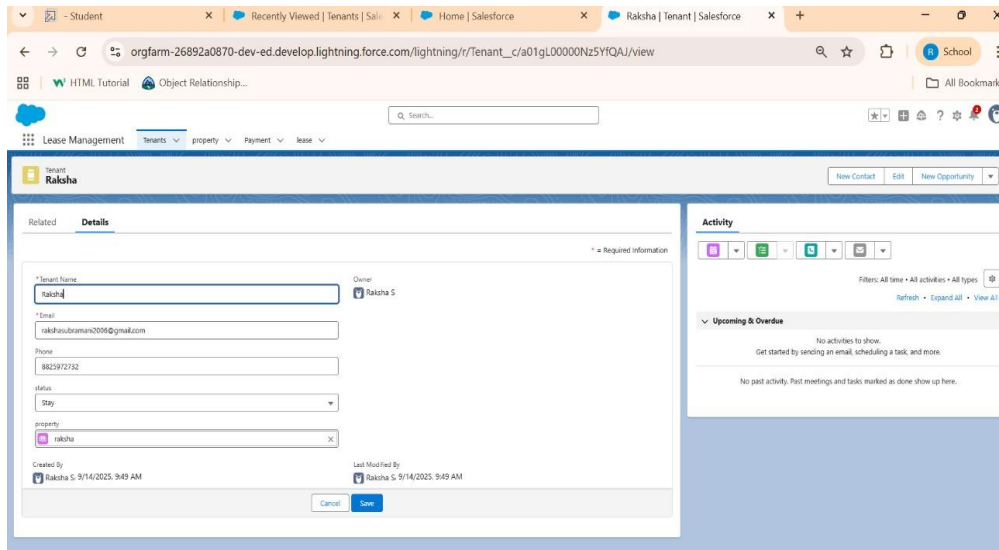 - Student
Recently Viewed | Tenants | Sale
Home | Salesforce
Raksha | Tenant | Salesforce
orgfarm-26892a0870-dev-ed.develop.lightning.force.com/lightning/r/Tenant__c/a01gL00000Nz5YfQAJ/view
R School
HTML Tutorial Object Relationship...
All Bookmark
Search...
Lease Management Tenants property Payment lease
Tenant
Raksha
New Contact Edit New Opportunity
Related Details
* = Required Information
*Tenant Name
Raksha
Owner
Raksha S
*Email
rakshasubramani2006@gmail.com
Phone
8825972732
status
Stay
property
raksha
Created By
Raksha S, 9/14/2025, 9:49 AM
Last Modified By
Raksha S, 9/14/2025, 9:49 AM
Cancel Save
Activity
Filters: All time • All activities • All types
Refresh • Expand All • View All
Upcoming & Overdue
No activities to show.
Get started by sending an email, scheduling a task, and more.
No past activity. Past meetings and tasks marked as done show up here.